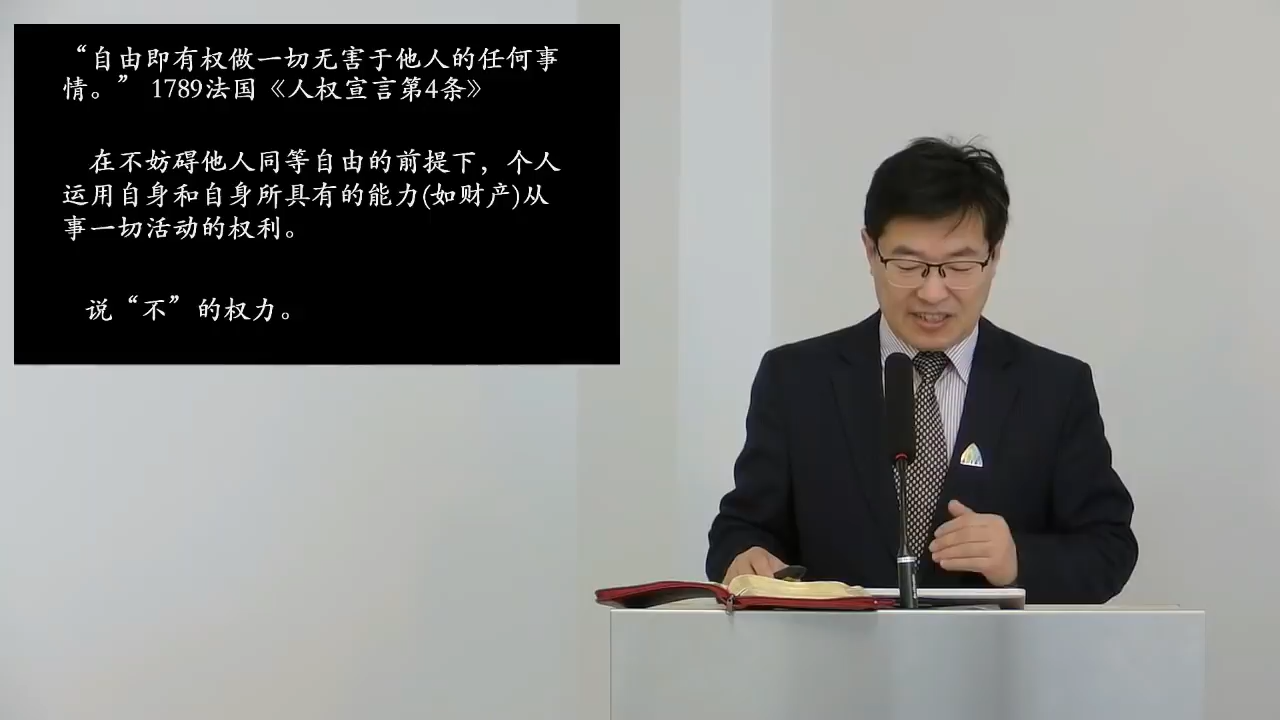 “自由即有权做一切无害于他人的任何事
情。” 1789法国《人权宣言第4条》
在不妨碍他人同等自由的前提下，个人
运用自身和自身所具有的能力(如财产)从
事一切活动的权利。
说“不”的权力。